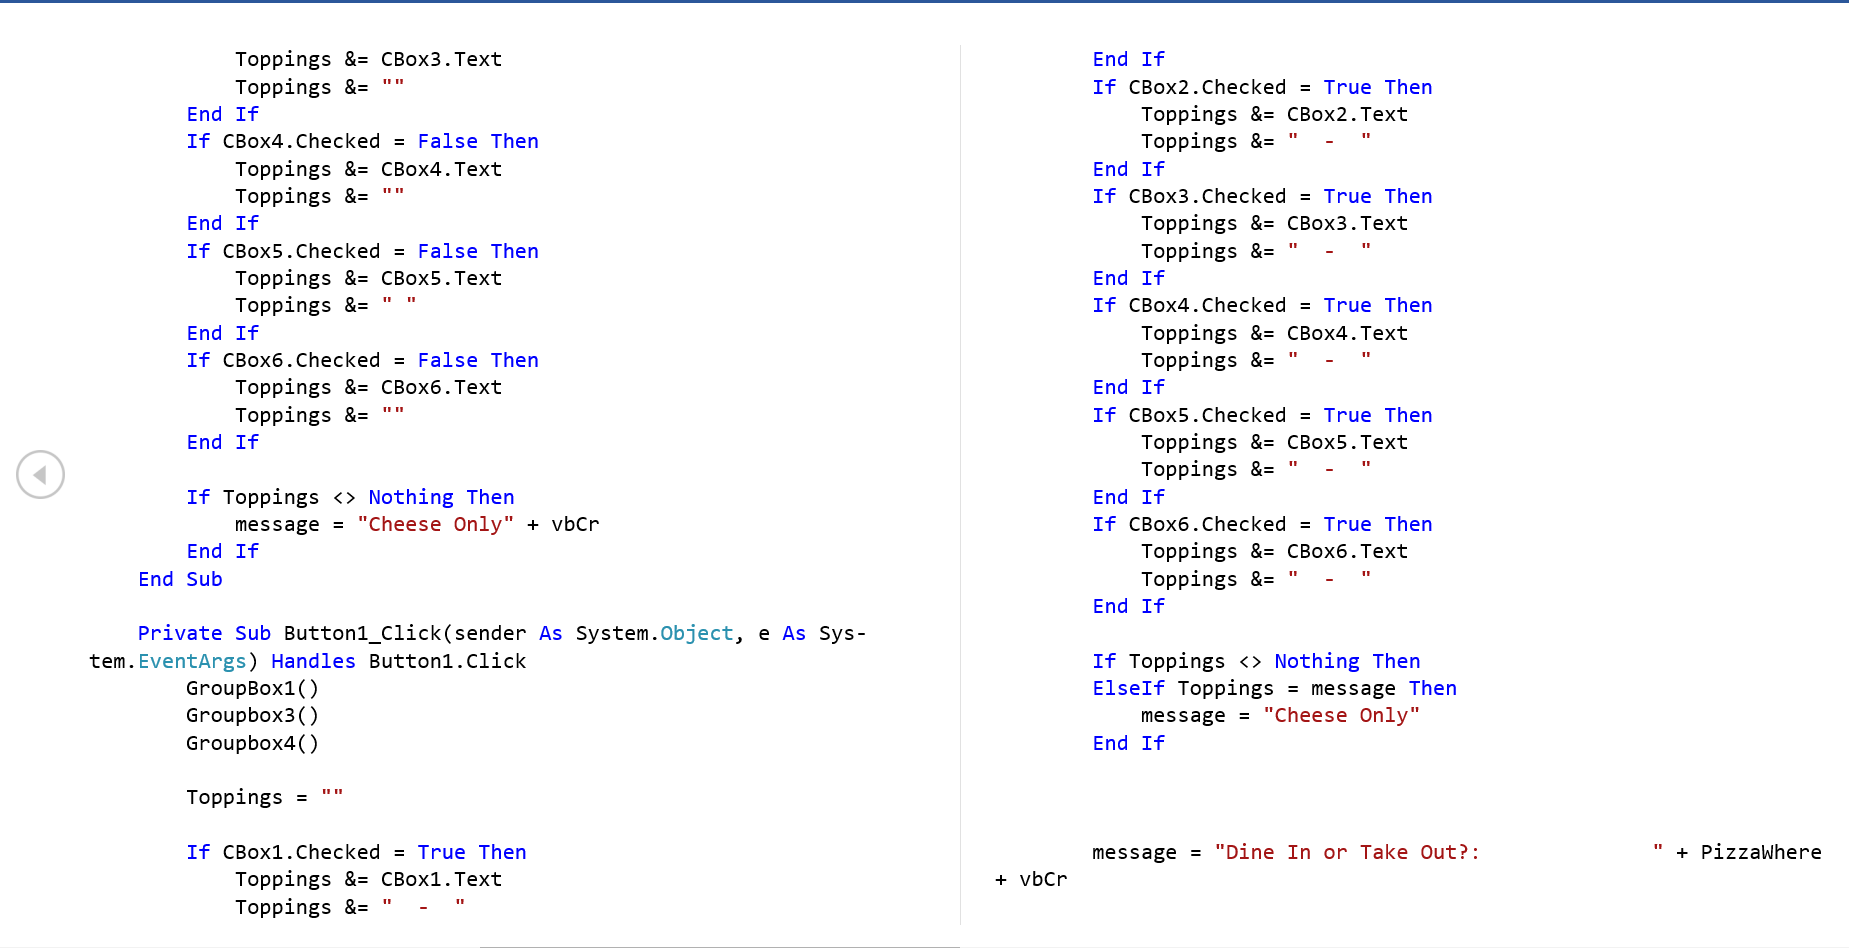 Toppings &= CBox3.Text
Toppings &= ""
End If
If CBox4.Checked = False Then
Toppings &= CBox4.Text
Toppings &= ""
End If
If CBox5.Checked = False Then
Toppings &= CBox5.Text
Toppings &= " "
End If
If CBox6.Checked = False Then
Toppings &= CBox6.Text
Toppings &= ""
End If
If Toppings <> Nothing Then
message = "Cheese Only" + vbCr
End If
End Sub
Private Sub Button1_Click(sender As System.Object, e As Sys-
tem.EventArgs) Handles Button1.Click
GroupBox1()
Groupbox3()
Groupbox4()
Toppings = ""
If CBox1.Checked = True Then
Toppings &= CBox1.Text
Toppings &= "  -  "
End If
If CBox2.Checked = True Then
Toppings &= CBox2.Text
Toppings &= "  -  "
End If
If CBox3.Checked = True Then
Toppings &= CBox3.Text
Toppings &= "  -  "
End If
If CBox4.Checked = True Then
Toppings &= CBox4.Text
Toppings &= "  -  "
End If
If CBox5.Checked = True Then
Toppings &= CBox5.Text
Toppings &= "  -  "
End If
If CBox6.Checked = True Then
Toppings &= CBox6.Text
Toppings &= "  -  "
End If
If Toppings <> Nothing Then
ElseIf Toppings = message Then
message = "Cheese Only"
End If
message = "Dine In or Take Out?:              " + PizzaWhere
+ vbCr